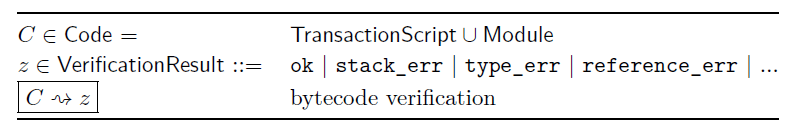 C ∈ Code = TransactionScript ∪ Module
z ∈ VerificationResult ::= ok | stack_err | type_err | reference_err | ...
C ⇝ z bytecode verification